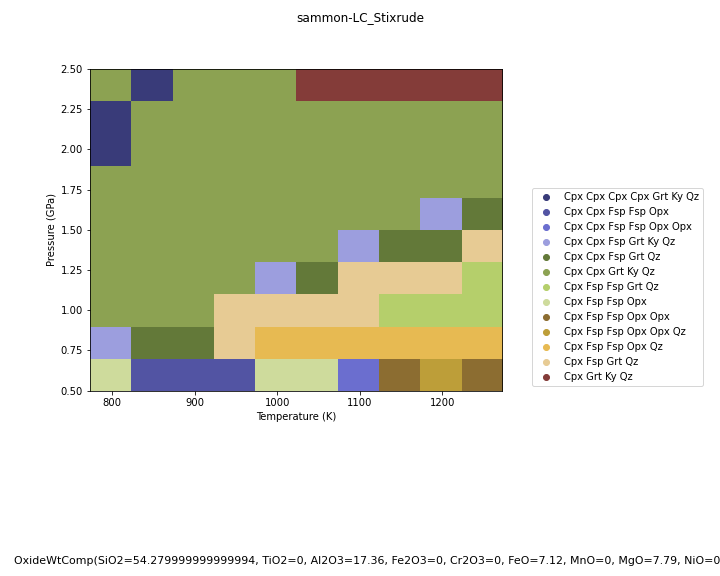 sammon-LC_Stixrude
2.50
2.25
2.00
1.75
1.50
1.25
1.00
0.75
0.50
Pressure (GPa)
800 900 1000 1100 1200
Temperature (K)
Cpx Cpx Cpx Cpx Grt Ky Qz
Cpx Cpx Fsp Fsp Opx
Cpx Cpx Fsp Fsp Opx Opx
Cpx Cpx Fsp Grt Ky Qz
Cpx Cpx Fsp Grt Qz
Cpx Cpx Grt Ky Qz
Cpx Fsp Fsp Grt Qz
Cpx Fsp Fsp Opx
Cpx Fsp Fsp Opx Opx
Cpx Fsp Fsp Opx Opx Qz
Cpx Fsp Fsp Opx Qz
Cpx Fsp Grt Qz
Cpx Grt Ky Qz
OxideWtComp(SiO2=54.279999999999994, TiO2=0, Al2O3=17.36, Fe2O3=0, Cr2O3=0, FeO=7.12, MnO=0, MgO=7.79, NiO=0